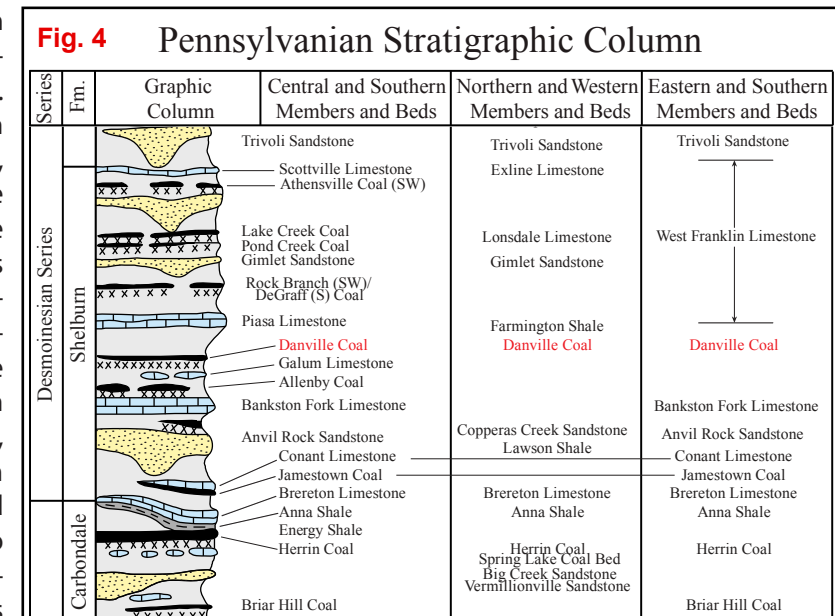 Fig. 4
Pennsylvanian Stratigraphic Column
Series
Fm.
Graphic
Column
Central and Southern
Members and Beds
Northern and Western
Members and Beds
Eastern and Southern
Members and Beds
Desmoinesian Series
Shelburn
Carbondale
Trivoli Sandstone
Scottville Limestone
Athensville Coal (SW)
Lake Creek Coal
Pond Creek Coal
Gimlet Sandstone
Rock Branch (SW)/
DeGraff (S) Coal
Piasa Limestone
Danville Coal
Galum Limestone
Allenby Coal
Bankston Fork Limestone
Anvil Rock Sandstone
Conant Limestone
Jamestown Coal
Brereton Limestone
Anna Shale
Energy Shale
Herrin Coal
Briar Hill Coal
Trivoli Sandstone
Exline Limestone
Lonsdale Limestone
Gimlet Sandstone
Farmington Shale
Danville Coal
Copperas Creek Sandstone
Lawson Shale
Brereton Limestone
Anna Shale
Herrin Coal
Spring Lake Coal Bed
Big Creek Sandstone
Vermillionville Sandstone
Trivoli Sandstone
West Franklin Limestone
Danville Coal
Bankston Fork Limestone
Anvil Rock Sandstone
Conant Limestone
Jamestown Coal
Brereton Limestone
Anna Shale
Herrin Coal
Briar Hill Coal